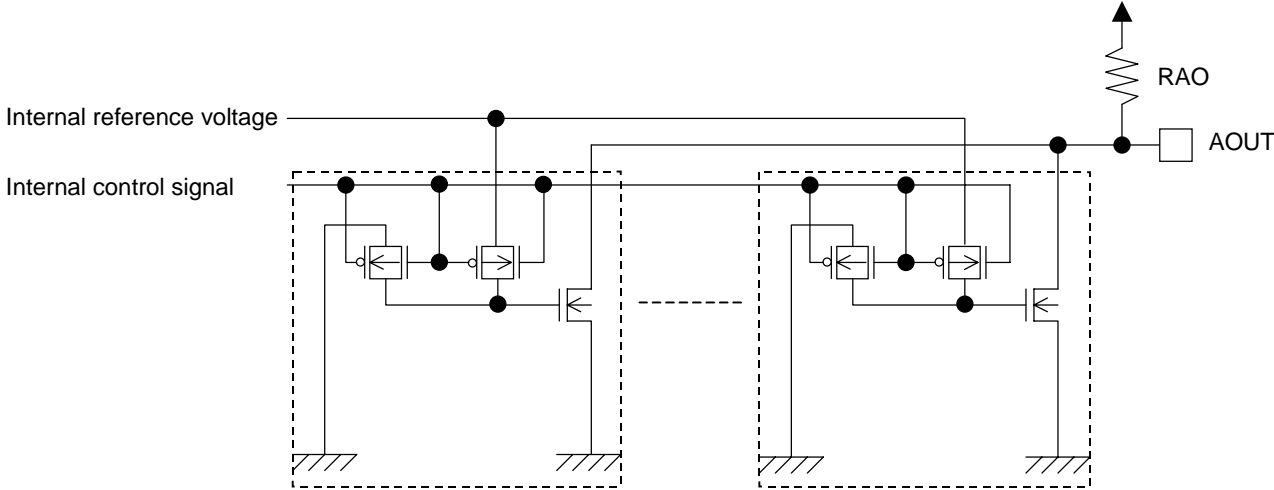 RAO
Internal reference voltage
AOUT
Internal control signal